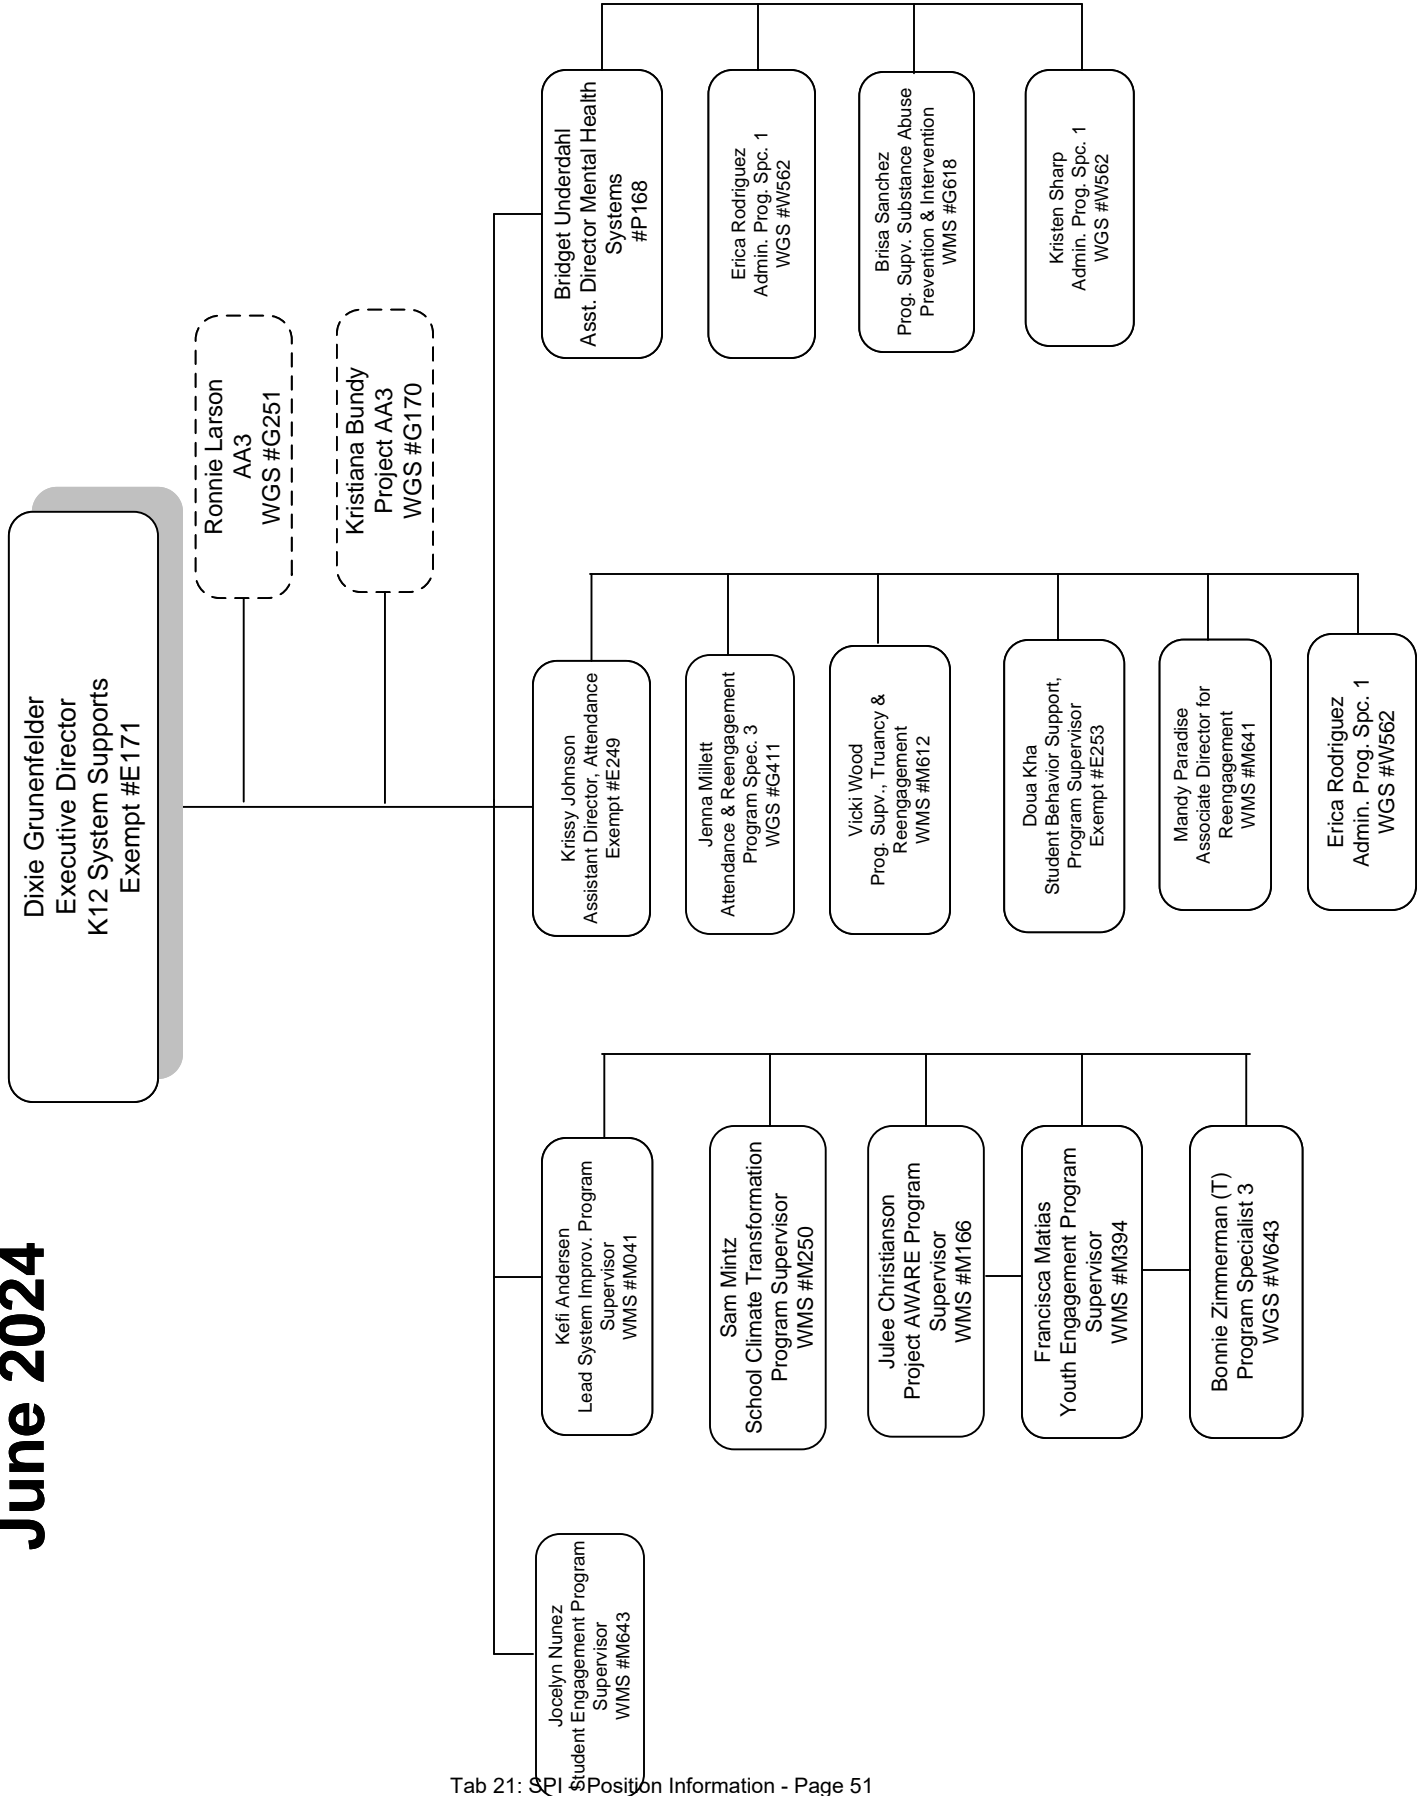 June 2024
Dixie Grunenfelder
Executive Director
K12 System Supports
Exempt #E171
Ronnie Larson
AA3
WGS #G251
Kristiana Bundy
Project AA3
WGS #G170
Jocelyn Nunez
Student Engagement Program
Supervisor
WMS #M643
Kefi Andersen
Lead System Improv. Program
Supervisor
WMS #M041
Sam Mintz
School Climate Transformation
Program Supervisor
WMS #M250
Julee Christianson
Project AWARE Program
Supervisor
WMS #M166
Francisca Matias
Youth Engagement Program
Supervisor
WMS #M394
Bonnie Zimmerman (T)
Program Specialist 3
WGS #W643
Krissy Johnson
Assistant Director, Attendance
Exempt #E249
Jenna Millett
Attendance & Reengagement
Program Spec. 3
WGS #G411
Vicki Wood
Prog. Supv., Truancy &
Reengagement
WMS #M612
Doua Kha
Student Behavior Support,
Program Supervisor
Exempt #E253
Mandy Paradise
Associate Director for
Reengagement
WMS #M641
Erica Rodriguez
Admin. Prog. Spc. 1
WGS #W562
Bridget Underdahl
Asst. Director Mental Health
Systems
#P168
Erica Rodriguez
Admin. Prog. Spc. 1
WGS #W562
Brisa Sanchez
Prog. Supv. Substance Abuse
Prevention & Intervention
WMS #G618
Kristen Sharp
Admin. Prog. Spc. 1
WGS #W562
Tab 21: SPI - Position Information - Page 51